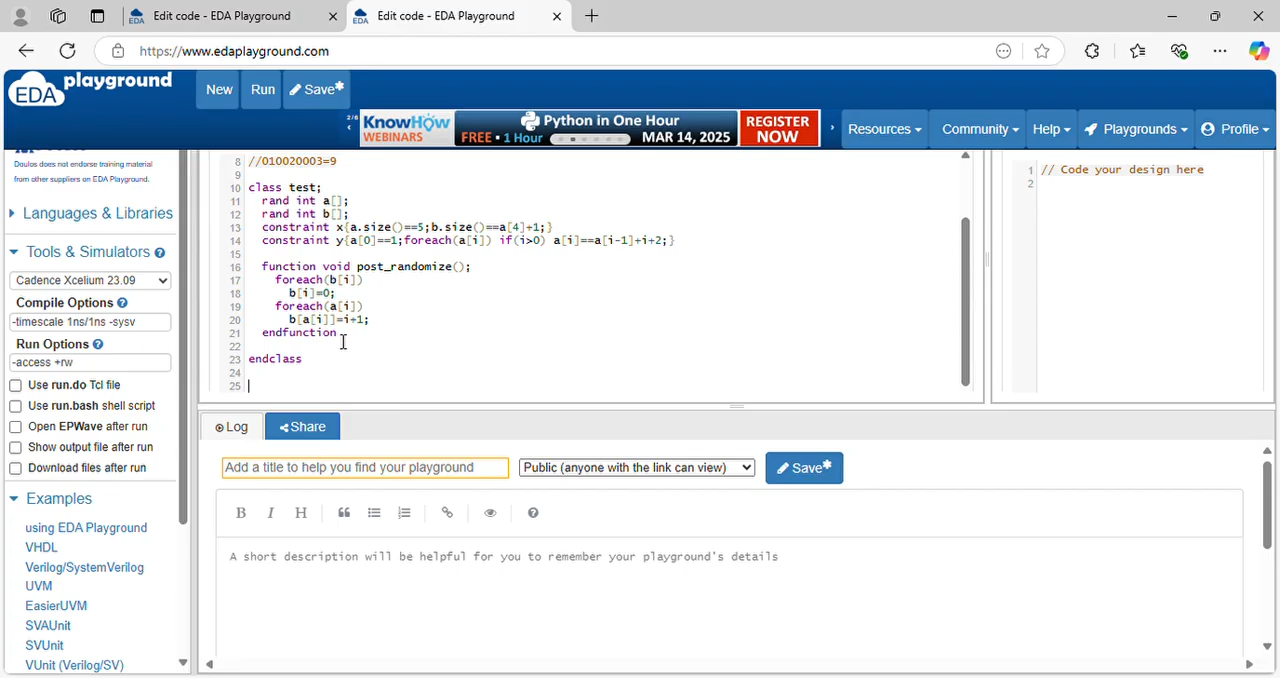 Edit code - EDA Playground
Edit code - EDA Playground
https://www.edaplayground.com
EDA playground
New
Run
Save*
2/8
KnowHow
WEBINARS
Python in One Hour
FREE • 1 Hour
MAR 14, 2025
REGISTER
NOW
Resources
Community
Help
Playgrounds
Profile
Doulos does not endorse training material
from other suppliers on EDA Playground.
Languages & Libraries
Tools & Simulators
Cadence Xcelium 23.09
Compile Options
-timescale 1ns/1ns -sysv
Run Options
-access +rw
Use run.do Tcl file
Use run.bash shell script
Open EPWave after run
Show output file after run
Download files after run
Examples
using EDA Playground
VHDL
Verilog/SystemVerilog
UVM
EasierUVM
SVAUnit
SVUnit
VUnit (Verilog/SV)
8 //010020003=9
9
10 class test;
11 rand int a[];
12 rand int b[];
13 constraint x{a.size()==5;b.size()==a[4]+1;}
14 constraint y{a[0]==1;foreach(a[i]) if(i>0) a[i]==a[i-1]+i+2;}
15
16 function void post_randomize();
17 foreach(b[i])
18 b[i]=0;
19 foreach(a[i])
20 b[a[i]]=i+1;
21 endfunction
22
23 endclass
24
25
1 // Code your design here
2
Log
Share
Add a title to help you find your playground
Public (anyone with the link can view)
Save*
B I H
A short description will be helpful for you to remember your playground's details